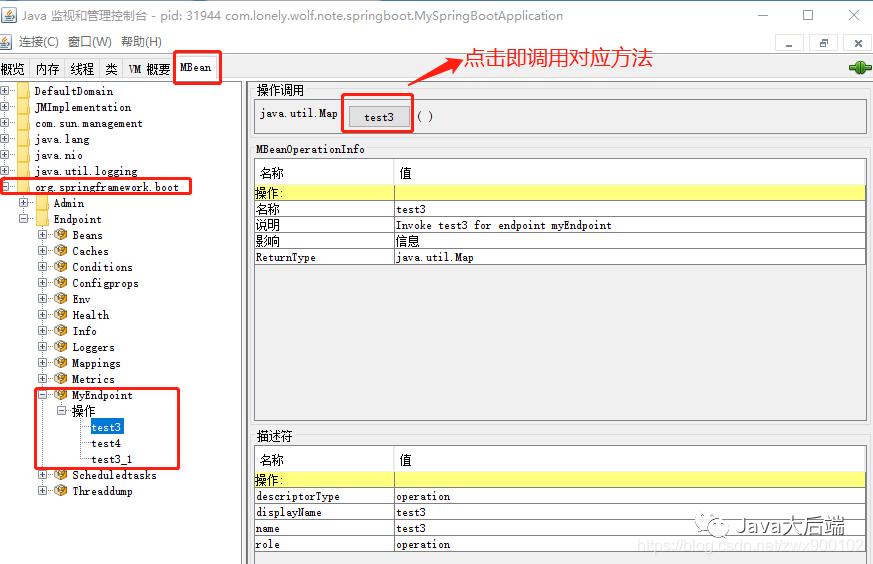 Java 监视和管理控制台 - pid: 31944 com.lonely.wolf.note.springboot.MySpringBootApplication
连接(C) 窗口(W) 帮助(H)
概览 内存 线程 类 VM 概要 MBean
点击即调用对应方法
DefaultDomain
JMImplementation
com.sun.management
java.lang
java.nio
java.util.logging
org.springframework.boot
Admin
Endpoint
Beans
Caches
Conditions
Configprops
Env
Health
Info
Loggers
Mappings
Metrics
MyEndpoint
操作
test3
test4
test3_1
Scheduledtasks
Threaddump
操作调用
java.util.Map test3 ( )
MBeanOperationInfo
名称 值
操作:
名称 test3
说明 Invoke test3 for endpoint myEndpoint
影响 信息
ReturnType java.util.Map
描述符
名称 值
操作:
descriptorType operation
displayName test3
name test3
role operation
Java大后端
https://blog.csdn.net/zwx900102